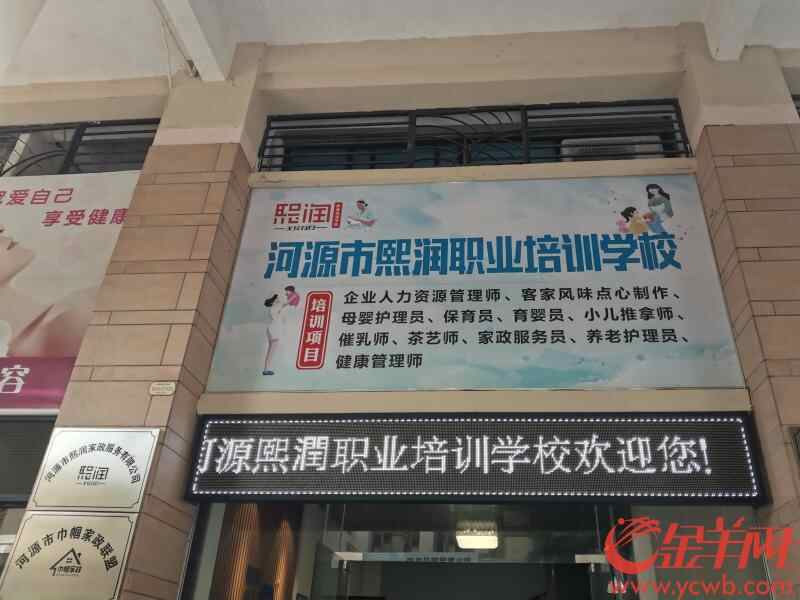 爱自己
享受健康
容
熙润
河源市熙润职业培训学校
培训项目
企业人力资源管理师、客家风味点心制作、
母婴护理员、保育员、育婴员、小儿推拿师、
催乳师、茶艺师、家政服务员、养老护理员、
健康管理师
河源熙潤职业培训学校欢迎您!
河源市熙润家政服务有限公司
熙润
河源市巾帼家政联盟
巾帼家政
金羊网
www.ycwb.com